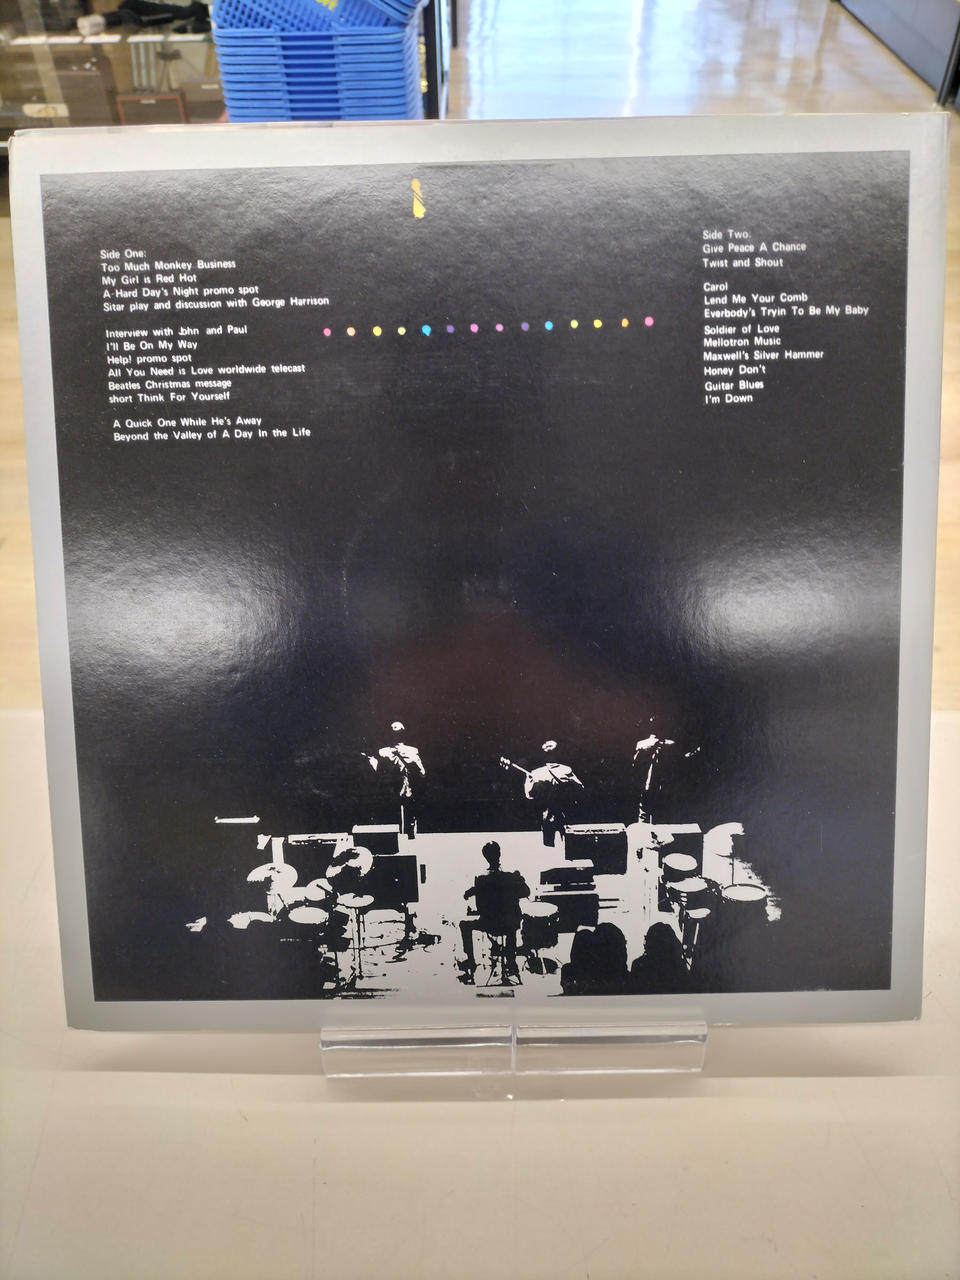 Side One:
Too Much Monkey Business
My Girl is Red Hot
A Hard Day's Night promo spot
Sitar play and discussion with George Harrison
Interview with John and Paul
I'll Be On My Way
Help! promo spot
All You Need is Love worldwide telecast
Beatles Christmas message
short Think For Yourself
A Quick One While He's Away
Beyond the Valley of A Day In the Life
Side Two:
Give Peace A Chance
Twist and Shout
Carol
Lend Me Your Comb
Everbody's Tryin To Be My Baby
Soldier of Love
Mellotron Music
Maxwell's Silver Hammer
Honey Don't
Guitar Blues
I'm Down